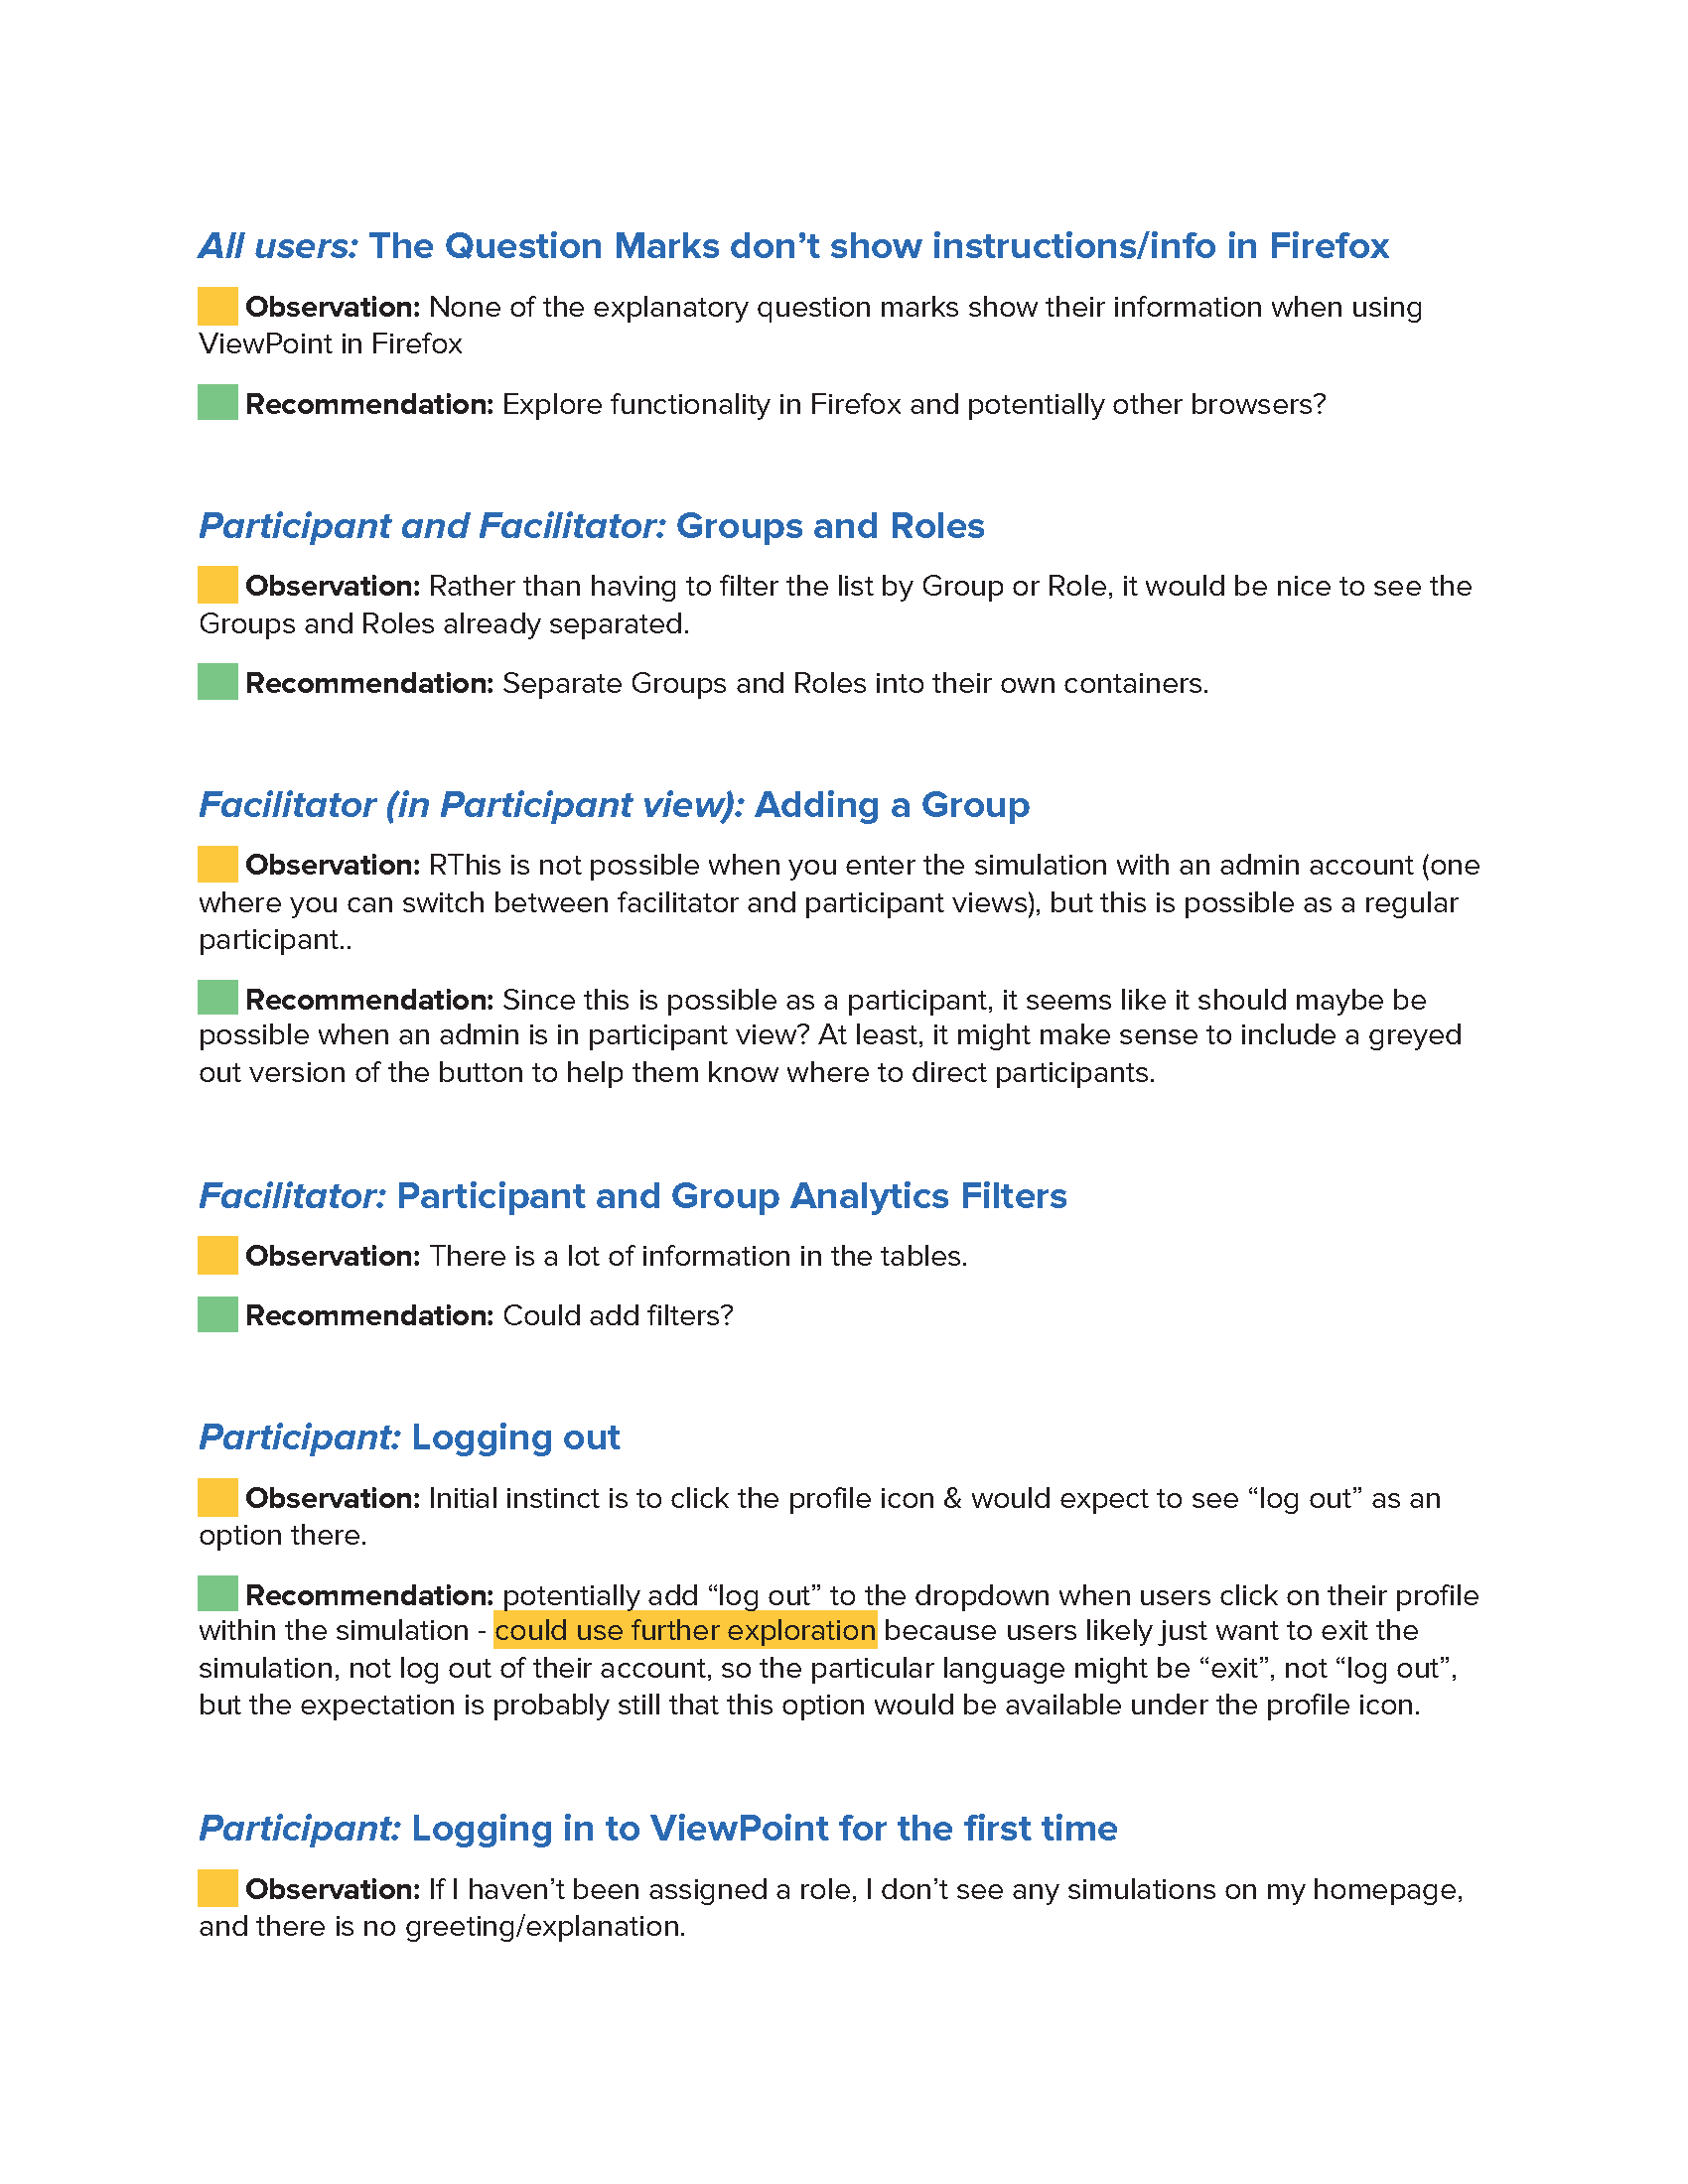 All users: The Question Marks don’t show instructions/info in Firefox
Observation: None of the explanatory question marks show their information when using
ViewPoint in Firefox
Recommendation: Explore functionality in Firefox and potentially other browsers?
Participant and Facilitator: Groups and Roles
Observation: Rather than having to filter the list by Group or Role, it would be nice to see the
Groups and Roles already separated.
Recommendation: Separate Groups and Roles into their own containers.
Facilitator (in Participant view): Adding a Group
Observation: RThis is not possible when you enter the simulation with an admin account (one
where you can switch between facilitator and participant views), but this is possible as a regular
participant..
Recommendation: Since this is possible as a participant, it seems like it should maybe be
possible when an admin is in participant view? At least, it might make sense to include a greyed
out version of the button to help them know where to direct participants.
Facilitator: Participant and Group Analytics Filters
Observation: There is a lot of information in the tables.
Recommendation: Could add filters?
Participant: Logging out
Observation: Initial instinct is to click the profile icon & would expect to see “log out” as an
option there.
Recommendation: potentially add “log out” to the dropdown when users click on their profile
within the simulation - could use further exploration because users likely just want to exit the
simulation, not log out of their account, so the particular language might be “exit”, not “log out”,
but the expectation is probably still that this option would be available under the profile icon.
Participant: Logging in to ViewPoint for the first time
Observation: If I haven’t been assigned a role, I don’t see any simulations on my homepage,
and there is no greeting/explanation.